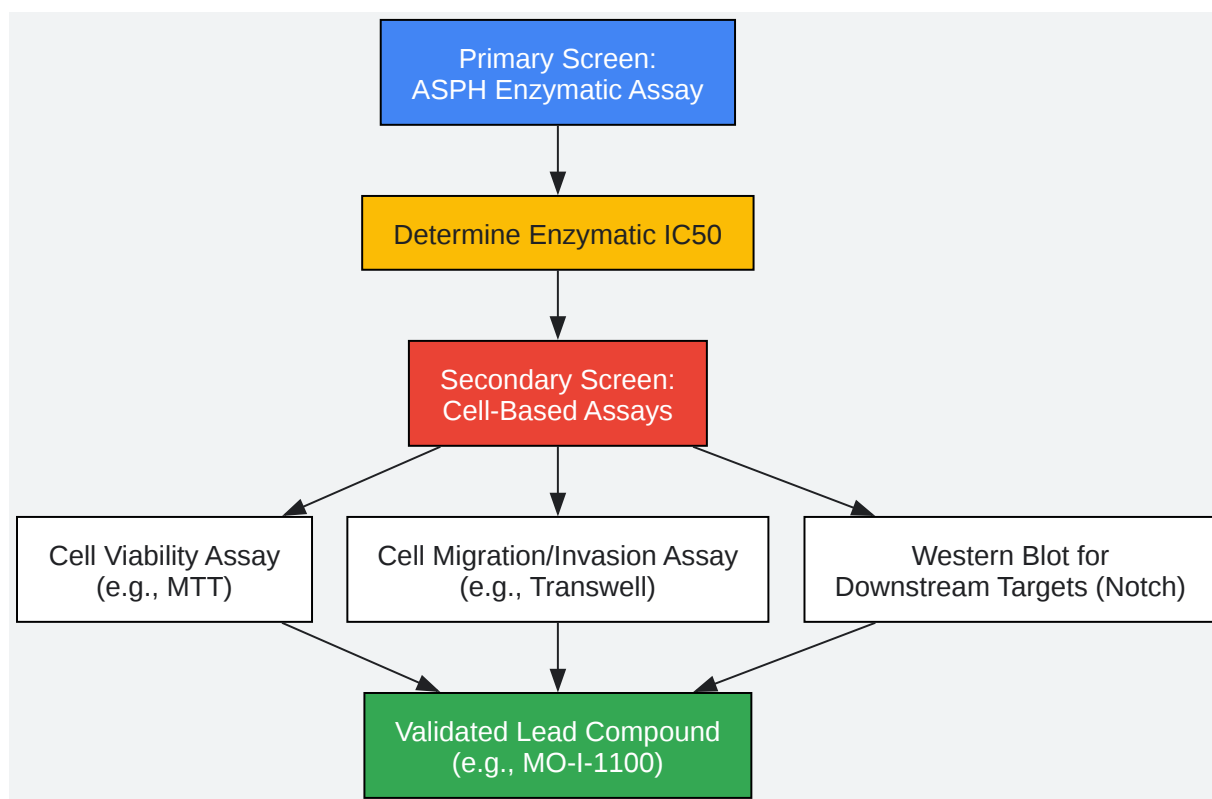 Primary Screen:
ASPH Enzymatic Assay
Determine Enzymatic IC50
Secondary Screen:
Cell-Based Assays
Cell Viability Assay
(e.g., MTT)
Cell Migration/Invasion Assay
(e.g., Transwell)
Western Blot for
Downstream Targets (Notch)
Validated Lead Compound
(e.g., MO-I-1100)